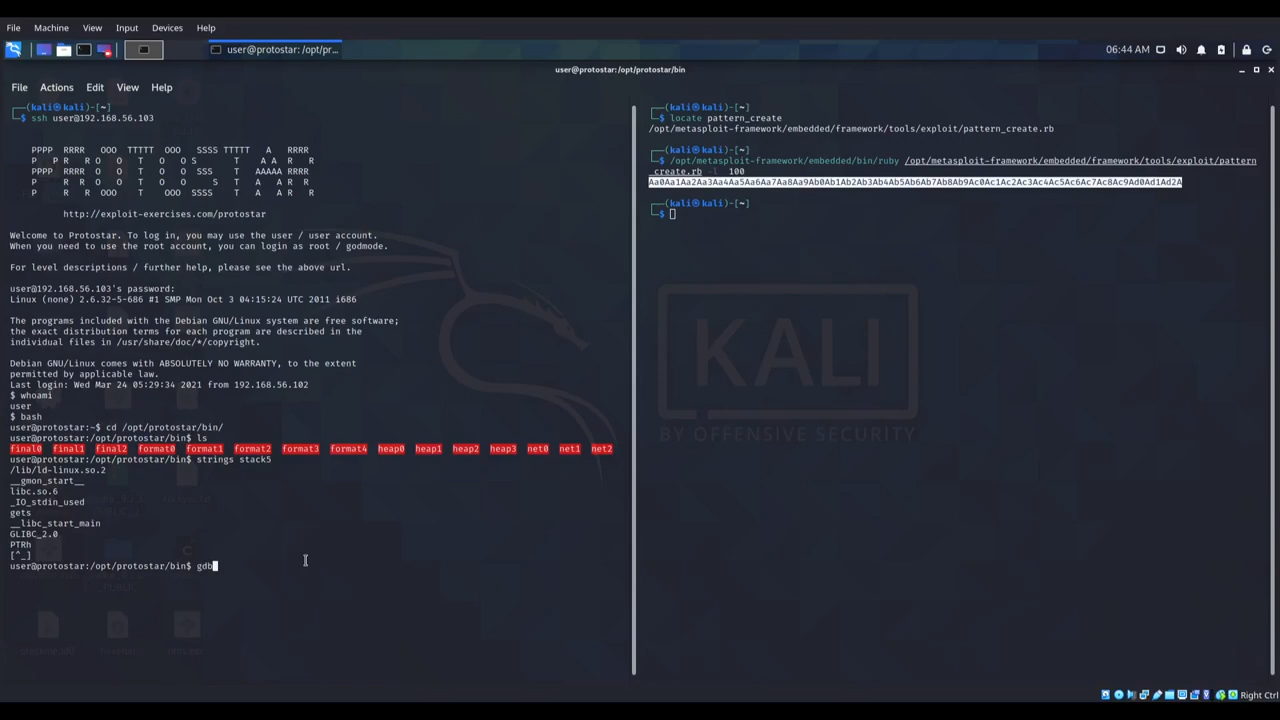 File Machine View Input Devices Help
user@protostar: /opt/pr... 06:44 AM
user@protostar:/opt/protostar/bin
File Actions Edit View Help
┌──(kali㉿kali)-[~]
└─$ ssh user@192.168.56.103
PPPP RRRR OOO TTTTT OOO SSSS TTTTT A RRRR
P P R R O O T O O S T A A R R
PPPP RRRR O O T O O SSS T AAAAA RRRR
P R R O O T O O S T A A R R
P R R OOO T OOO SSSS T A A R R
http://exploit-exercises.com/protostar
Welcome to Protostar. To log in, you may use the user / user account.
When you need to use the root account, you can login as root / godmode.
For level descriptions / further help, please see the above url.
user@192.168.56.103's password:
Linux (none) 2.6.32-5-686 #1 SMP Mon Oct 3 04:15:24 UTC 2011 i686
The programs included with the Debian GNU/Linux system are free software;
the exact distribution terms for each program are described in the
individual files in /usr/share/doc/*/copyright.
Debian GNU/Linux comes with ABSOLUTELY NO WARRANTY, to the extent
permitted by applicable law.
Last login: Wed Mar 24 05:29:34 2021 from 192.168.56.102
$ whoami
user
$ bash
user@protostar:~$ cd /opt/protostar/bin/
user@protostar:/opt/protostar/bin$ ls
final0 final1 final2 format0 format1 format2 format3 format4 heap0 heap1 heap2 heap3 net0 net1 net2
user@protostar:/opt/protostar/bin$ strings stack5
/lib/ld-linux.so.2
__gmon_start__
libc.so.6
_IO_stdin_used
gets
__libc_start_main
GLIBC_2.0
PTRh
[^_]
user@protostar:/opt/protostar/bin$ gdb
┌──(kali㉿kali)-[~]
└─$ locate pattern_create
/opt/metasploit-framework/embedded/framework/tools/exploit/pattern_create.rb
┌──(kali㉿kali)-[~]
└─$ /opt/metasploit-framework/embedded/bin/ruby /opt/metasploit-framework/embedded/framework/tools/exploit/pattern
_create.rb -l 100
Aa0Aa1Aa2Aa3Aa4Aa5Aa6Aa7Aa8Aa9Ab0Ab1Ab2Ab3Ab4Ab5Ab6Ab7Ab8Ab9Ac0Ac1Ac2Ac3Ac4Ac5Ac6Ac7Ac8Ac9Ad0Ad1Ad2A
┌──(kali㉿kali)-[~]
└─$
KALI
BY OFFENSIVE SECURITY
Right Ctrl